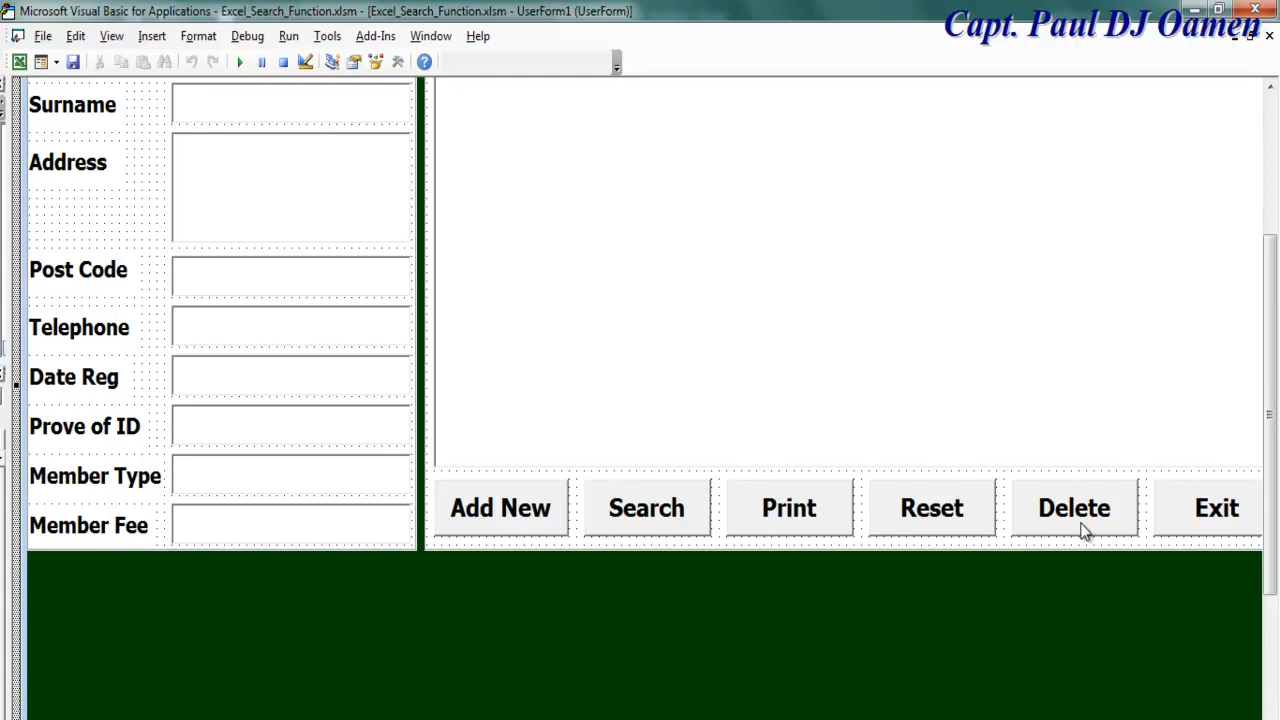 Microsoft Visual Basic for Applications - Excel_Search_Function.xlsm - [Excel_Search_Function.xlsm - UserForm1 (UserForm)]
Capt. Paul DJ Oamen
File Edit View Insert Format Debug Run Tools Add-Ins Window Help
Surname
Address
Post Code
Telephone
Date Reg
Prove of ID
Member Type
Member Fee
Add New Search Print Reset Delete Exit